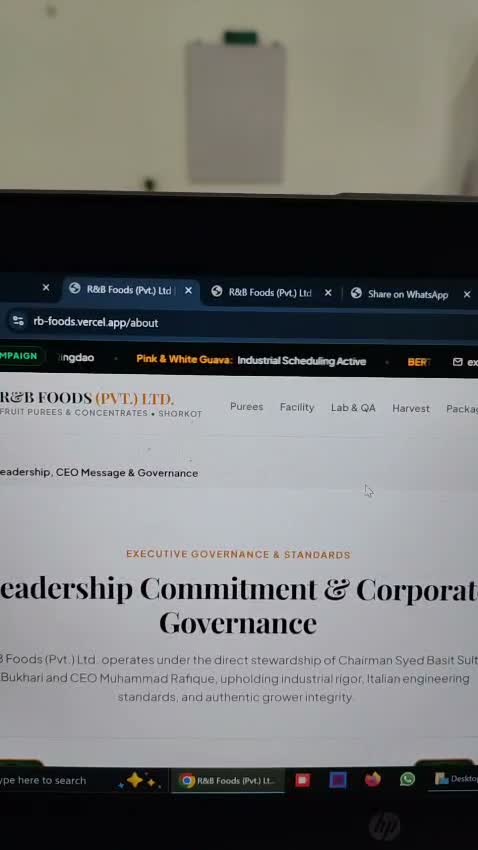 R&B Foods (Pvt.) Ltd
R&B Foods (Pvt.) Ltd
Share on WhatsApp
rb-foods.vercel.app/about
MPAIGN
ingdao • Pink & White Guava: Industrial Scheduling Active • BERT
ex
R&B FOODS (PVT.) LTD.
FRUIT PUREES & CONCENTRATES • SHORKOT
Purees Facility Lab & QA Harvest Packag
eadership, CEO Message & Governance
EXECUTIVE GOVERNANCE & STANDARDS
eadership Commitment & Corporat
Governance
B Foods (Pvt.) Ltd. operates under the direct stewardship of Chairman Syed Basit Sult
Bukhari and CEO Muhammad Rafique, upholding industrial rigor, Italian engineering
standards, and authentic grower integrity.
ype here to search
R&B Foods (Pvt.) Lt...
Desktop
hp